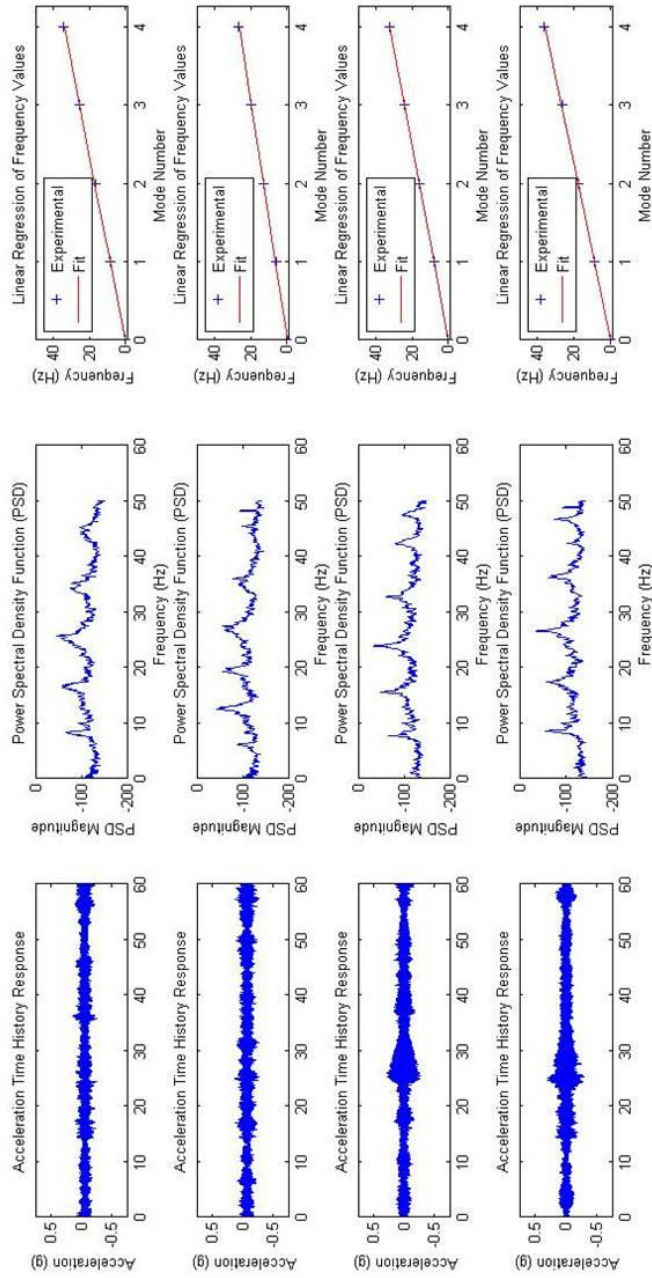 Acceleration Time History Response
Acceleration (g)
0.5
0
-0.5
0 10 20 30 40 50 60
Power Spectral Density Function (PSD)
PSD Magnitude
0
-100
-200
0 10 20 30 40 50 60
Frequency (Hz)
Linear Regression of Frequency Values
Frequency (Hz)
40
20
0
Experimental
Fit
0 1 2 3 4
Mode Number
Acceleration Time History Response
Acceleration (g)
0.5
0
-0.5
0 10 20 30 40 50 60
Power Spectral Density Function (PSD)
PSD Magnitude
0
-100
-200
0 10 20 30 40 50 60
Frequency (Hz)
Linear Regression of Frequency Values
Frequency (Hz)
40
20
0
Experimental
Fit
0 1 2 3 4
Mode Number
Acceleration Time History Response
Acceleration (g)
0.5
0
-0.5
0 10 20 30 40 50 60
Power Spectral Density Function (PSD)
PSD Magnitude
0
-100
-200
0 10 20 30 40 50 60
Frequency (Hz)
Linear Regression of Frequency Values
Frequency (Hz)
40
20
0
Experimental
Fit
0 1 2 3 4
Mode Number
Acceleration Time History Response
Acceleration (g)
0.5
0
-0.5
0 10 20 30 40 50 60
Power Spectral Density Function (PSD)
PSD Magnitude
0
-100
-200
0 10 20 30 40 50 60
Frequency (Hz)
Linear Regression of Frequency Values
Frequency (Hz)
40
20
0
Experimental
Fit
0 1 2 3 4
Mode Number